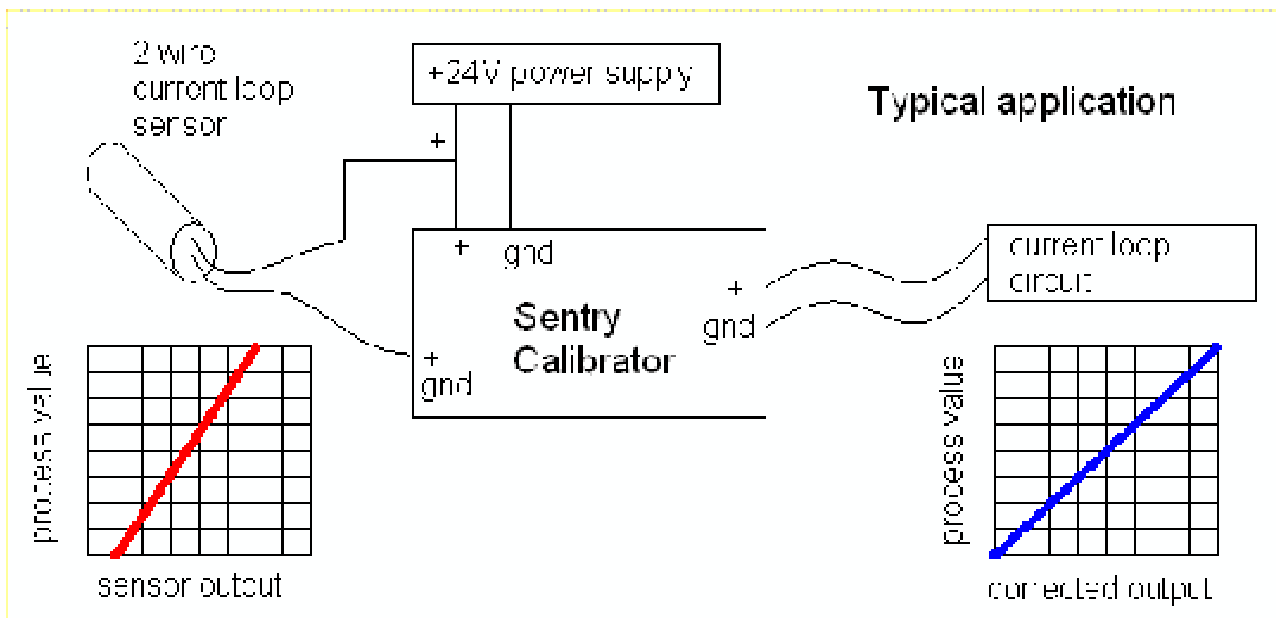 2 wire
current loop
sensor
+24V power supply
Typical application
+
+
gnd
Sentry
Calibrator
+
gnd
+
gnd
current loop
circuit
process value
sensor output
process value
corrected output